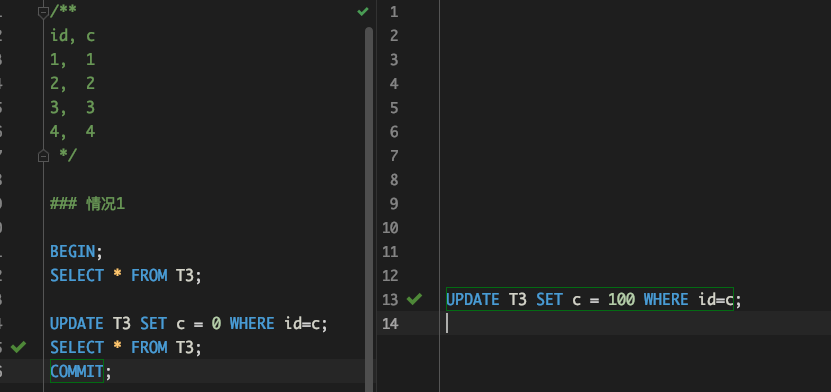 /**
id, c
1,  1
2,  2
3,  3
4,  4
*/
### 情况1
BEGIN;
SELECT * FROM T3;
UPDATE T3 SET c = 0 WHERE id=c;
SELECT * FROM T3;
COMMIT;
1
2
3
4
5
6
7
8
9
10
11
12
13 UPDATE T3 SET c = 100 WHERE id=c;
14